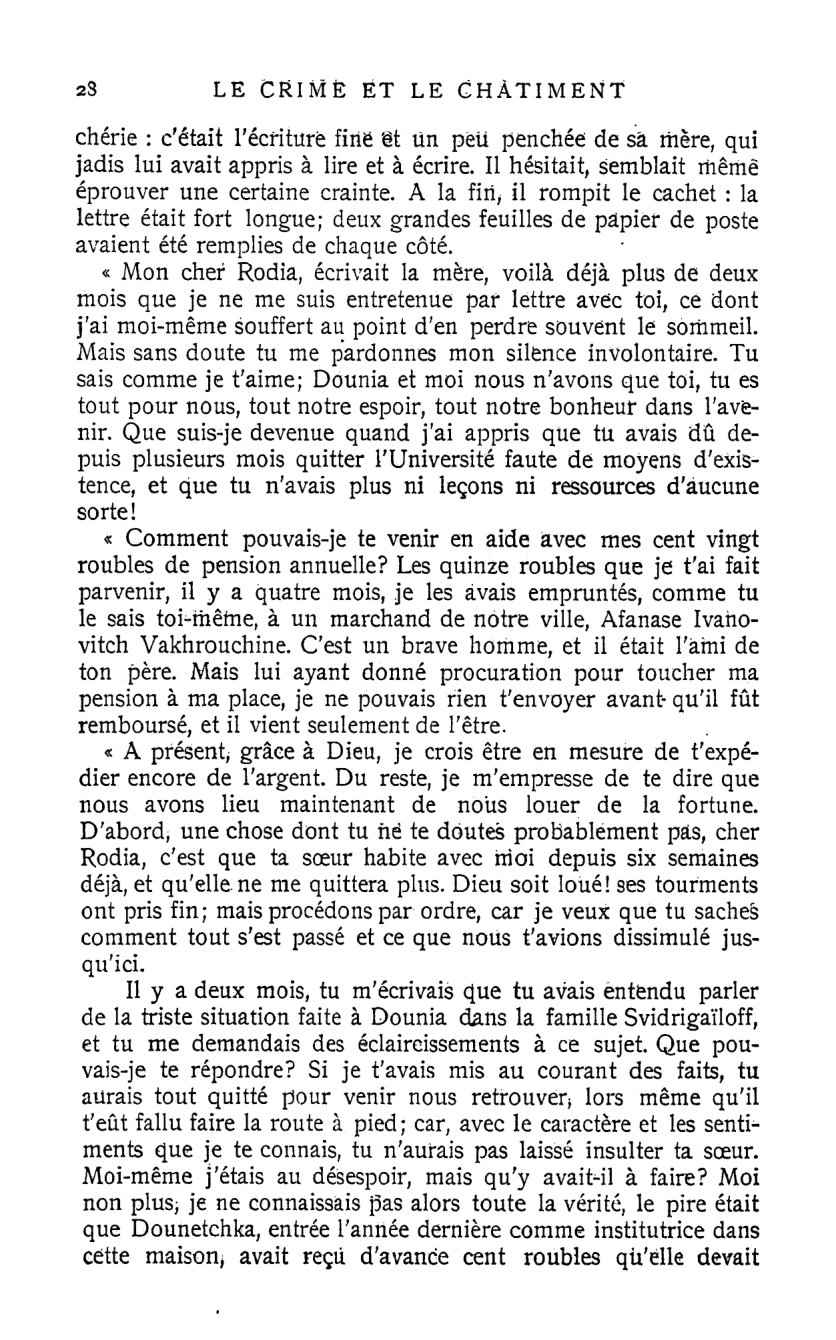 28 LE CRIME ET LE CHÂTIMENT
chérie : c'était l'écriture fine et un peu penchée de sa mère, qui
jadis lui avait appris à lire et à écrire. Il hésitait, semblait même
éprouver une certaine crainte. A la fin, il rompit le cachet : la
lettre était fort longue; deux grandes feuilles de papier de poste
avaient été remplies de chaque côté.
« Mon cher Rodia, écrivait la mère, voilà déjà plus de deux
mois que je ne me suis entretenue par lettre avec toi, ce dont
j'ai moi-même souffert au point d'en perdre souvent le sommeil.
Mais sans doute tu me pardonnes mon silence involontaire. Tu
sais comme je t'aime; Dounia et moi nous n'avons que toi, tu es
tout pour nous, tout notre espoir, tout notre bonheur dans l'ave-
nir. Que suis-je devenue quand j'ai appris que tu avais dû de-
puis plusieurs mois quitter l'Université faute de moyens d'exis-
tence, et que tu n'avais plus ni leçons ni ressources d'aucune
sorte!
« Comment pouvais-je te venir en aide avec mes cent vingt
roubles de pension annuelle? Les quinze roubles que je t'ai fait
parvenir, il y a quatre mois, je les avais empruntés, comme tu
le sais toi-même, à un marchand de notre ville, Afanase Ivano-
vitch Vakhrouchine. C'est un brave homme, et il était l'ami de
ton père. Mais lui ayant donné procuration pour toucher ma
pension à ma place, je ne pouvais rien t'envoyer avant qu'il fût
remboursé, et il vient seulement de l'être.
« A présent, grâce à Dieu, je crois être en mesure de t'expé-
dier encore de l'argent. Du reste, je m'empresse de te dire que
nous avons lieu maintenant de nous louer de la fortune.
D'abord, une chose dont tu ne te doutes probablement pas, cher
Rodia, c'est que ta sœur habite avec moi depuis six semaines
déjà, et qu'elle ne me quittera plus. Dieu soit loué! ses tourments
ont pris fin; mais procédons par ordre, car je veux que tu saches
comment tout s'est passé et ce que nous t'avions dissimulé jus-
qu'ici.
Il y a deux mois, tu m'écrivais que tu avais entendu parler
de la triste situation faite à Dounia dans la famille Svidrigaïloff,
et tu me demandais des éclaircissements à ce sujet. Que pou-
vais-je te répondre? Si je t'avais mis au courant des faits, tu
aurais tout quitté pour venir nous retrouver, lors même qu'il
t'eût fallu faire la route à pied; car, avec le caractère et les senti-
ments que je te connais, tu n'aurais pas laissé insulter ta sœur.
Moi-même j'étais au désespoir, mais qu'y avait-il à faire? Moi
non plus, je ne connaissais pas alors toute la vérité, le pire était
que Dounetchka, entrée l'année dernière comme institutrice dans
cette maison, avait reçu d'avance cent roubles qu'elle devait